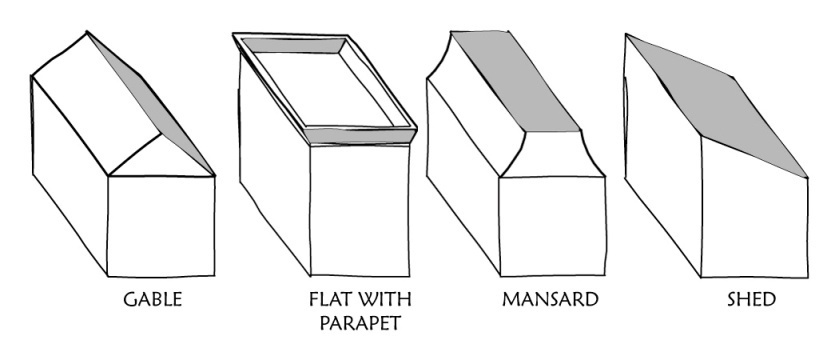 GABLE
FLAT WITH
PARAPET
MANSARD
SHED